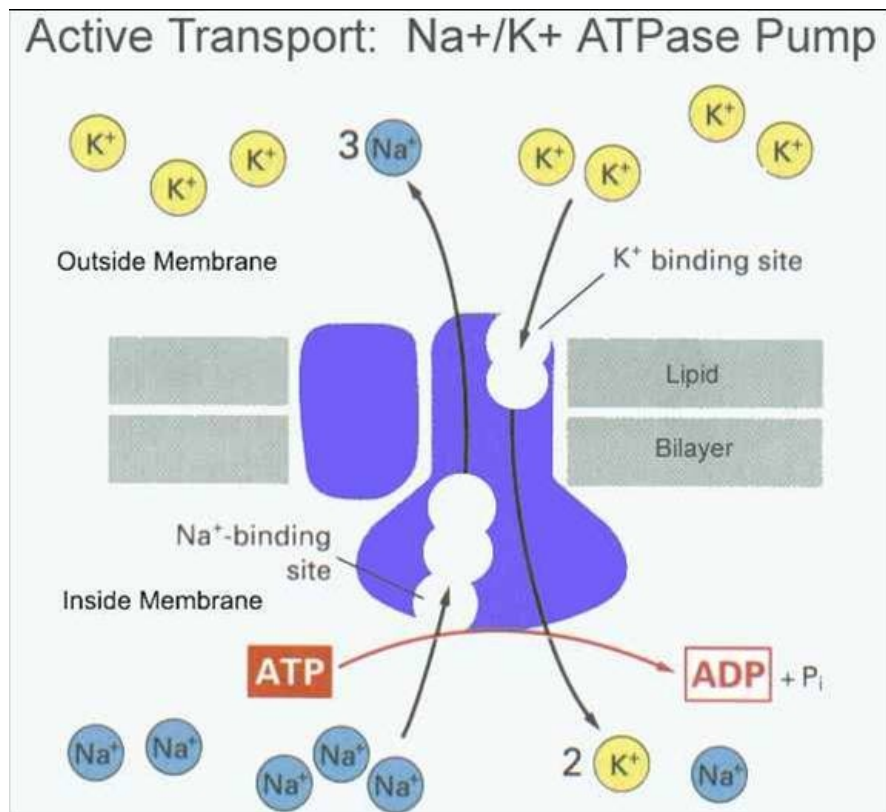 Active Transport: Na+/K+ ATPase Pump
K⁺
K⁺
K⁺
3 Na⁺
K⁺
K⁺
K⁺
K⁺
Outside Membrane
K⁺ binding site
Lipid
Bilayer
Na⁺-binding
site
Inside Membrane
ATP
ADP + Pᵢ
Na⁺
Na⁺
Na⁺
Na⁺
Na⁺
2 K⁺
Na⁺